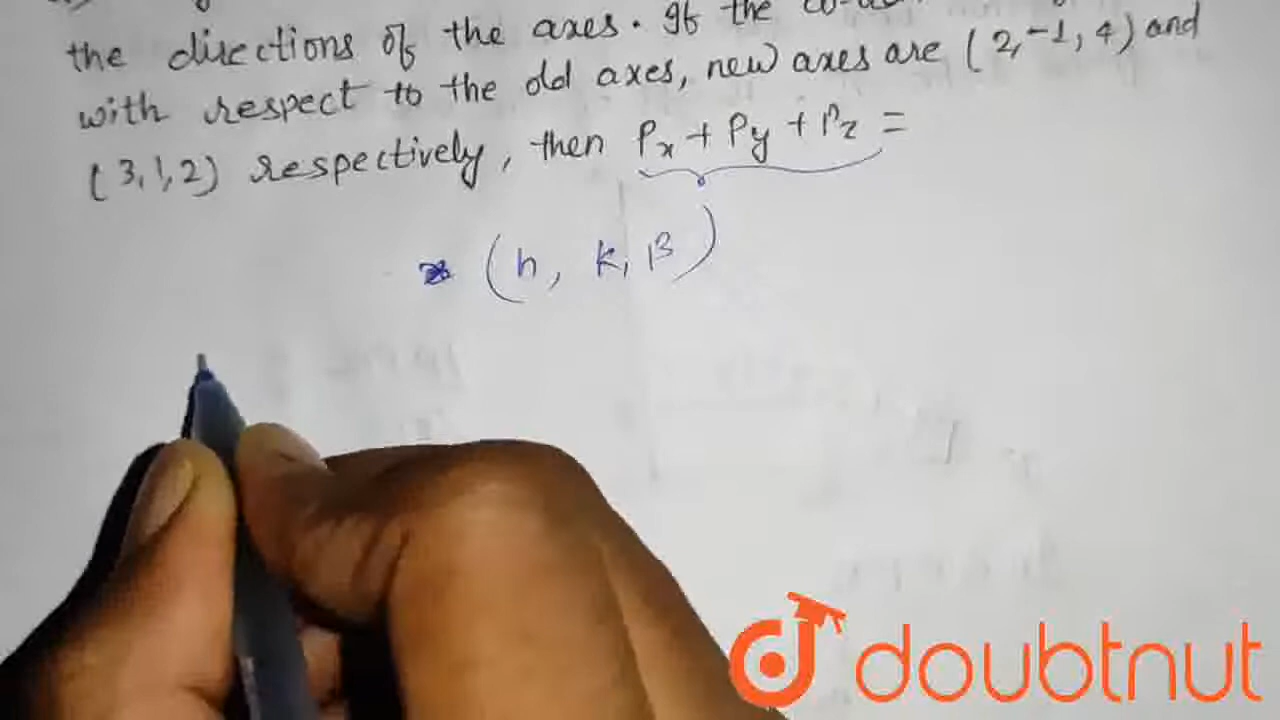 the directions of the axes. If the
with respect to the old axes, new axes are (2,-1,4) and
(3,1,2) respectively, then Px + Py + Pz =
(h, k, β)
doubtnut